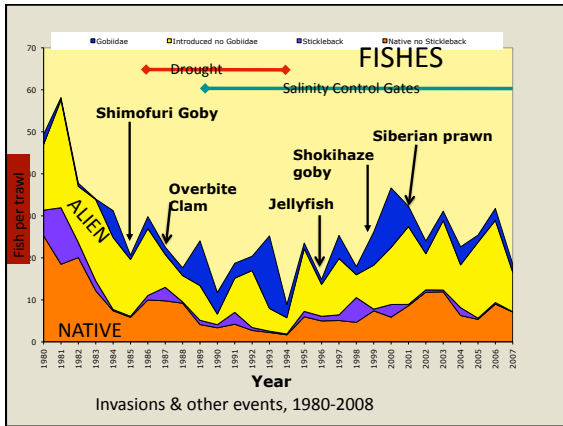 Gobiidae Introduced no Gobiidae Stickleback Native no Stickleback
FISHES
Drought
Salinity Control Gates
Shimofuri Goby
Siberian prawn
Shokihaze
goby
Overbite
Clam
Jellyfish
ALIEN
NATIVE
Fish per trawl
70
60
50
40
30
20
10
0
1980 1981 1982 1983 1984 1985 1986 1987 1988 1989 1990 1991 1992 1993 1994 1995 1996 1997 1998 1999 2000 2001 2002 2003 2004 2005 2006 2007
Year
Invasions & other events, 1980-2008